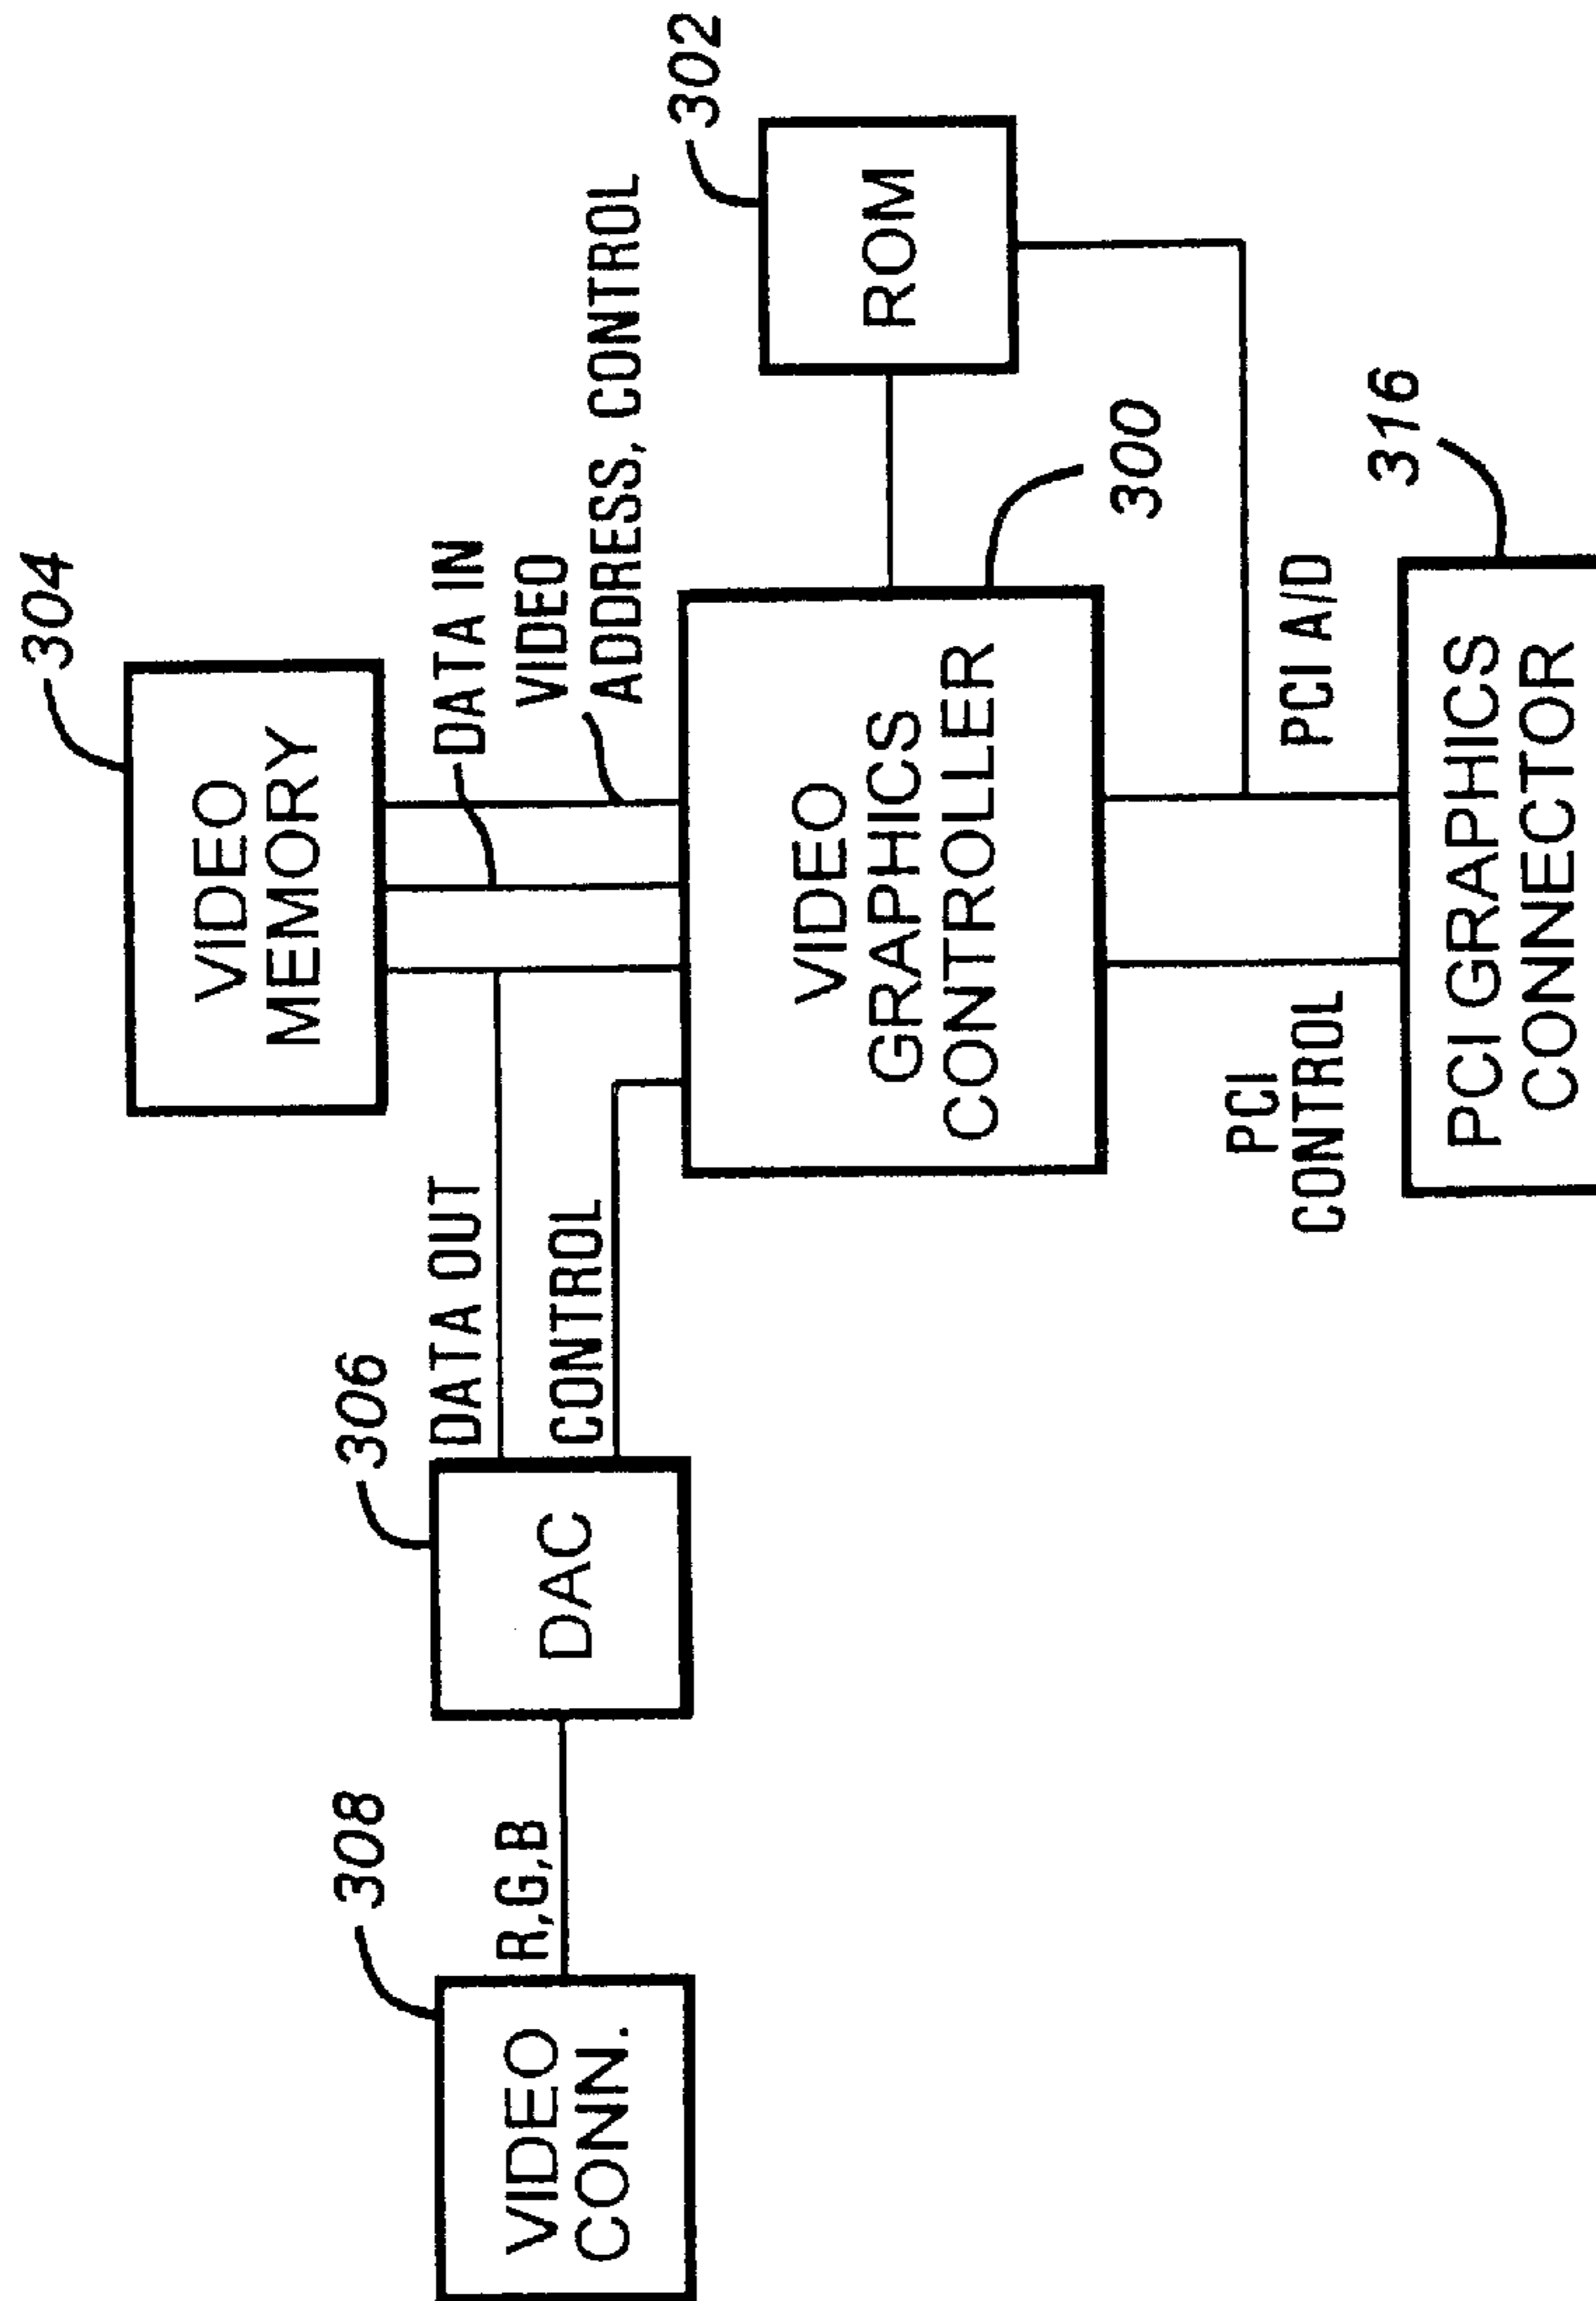 304
VIDEO
MEMORY
DATA IN
VIDEO
ADDRESS, CONTROL
302
ROM
308
VIDEO
CONN.
R,G,B
306
DAC
DATA OUT
CONTROL
VIDEO
GRAPHICS
CONTROLLER
300
PCI
CONTROL
PCI A/D
316
PCI GRAPHICS
CONNECTOR